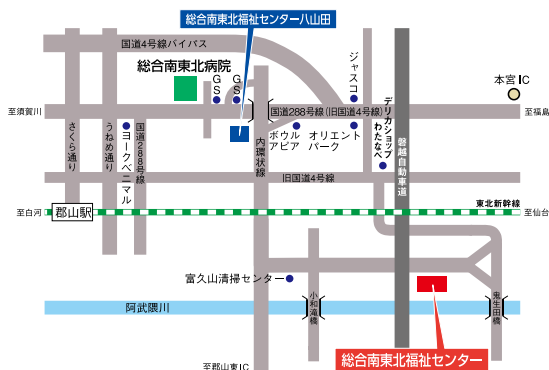 総合南東北福祉センター八山田
国道4号線バイパス
総合南東北病院
GS
GS
ジャスコ
本宮IC
至須賀川
国道288号線(旧国道4号線)
至福島
さくら通り
うねめ通り
ヨークベニマル
国道288号線
内環状線
ボウル
アピア
オリエント
パーク
デリカショップ
わたなべ
磐越自動車道
旧国道4号線
東北新幹線
至白河
郡山駅
至仙台
富久山清掃センター
小和滝橋
鬼生田橋
阿武隈川
総合南東北福祉センター
至郡山東IC